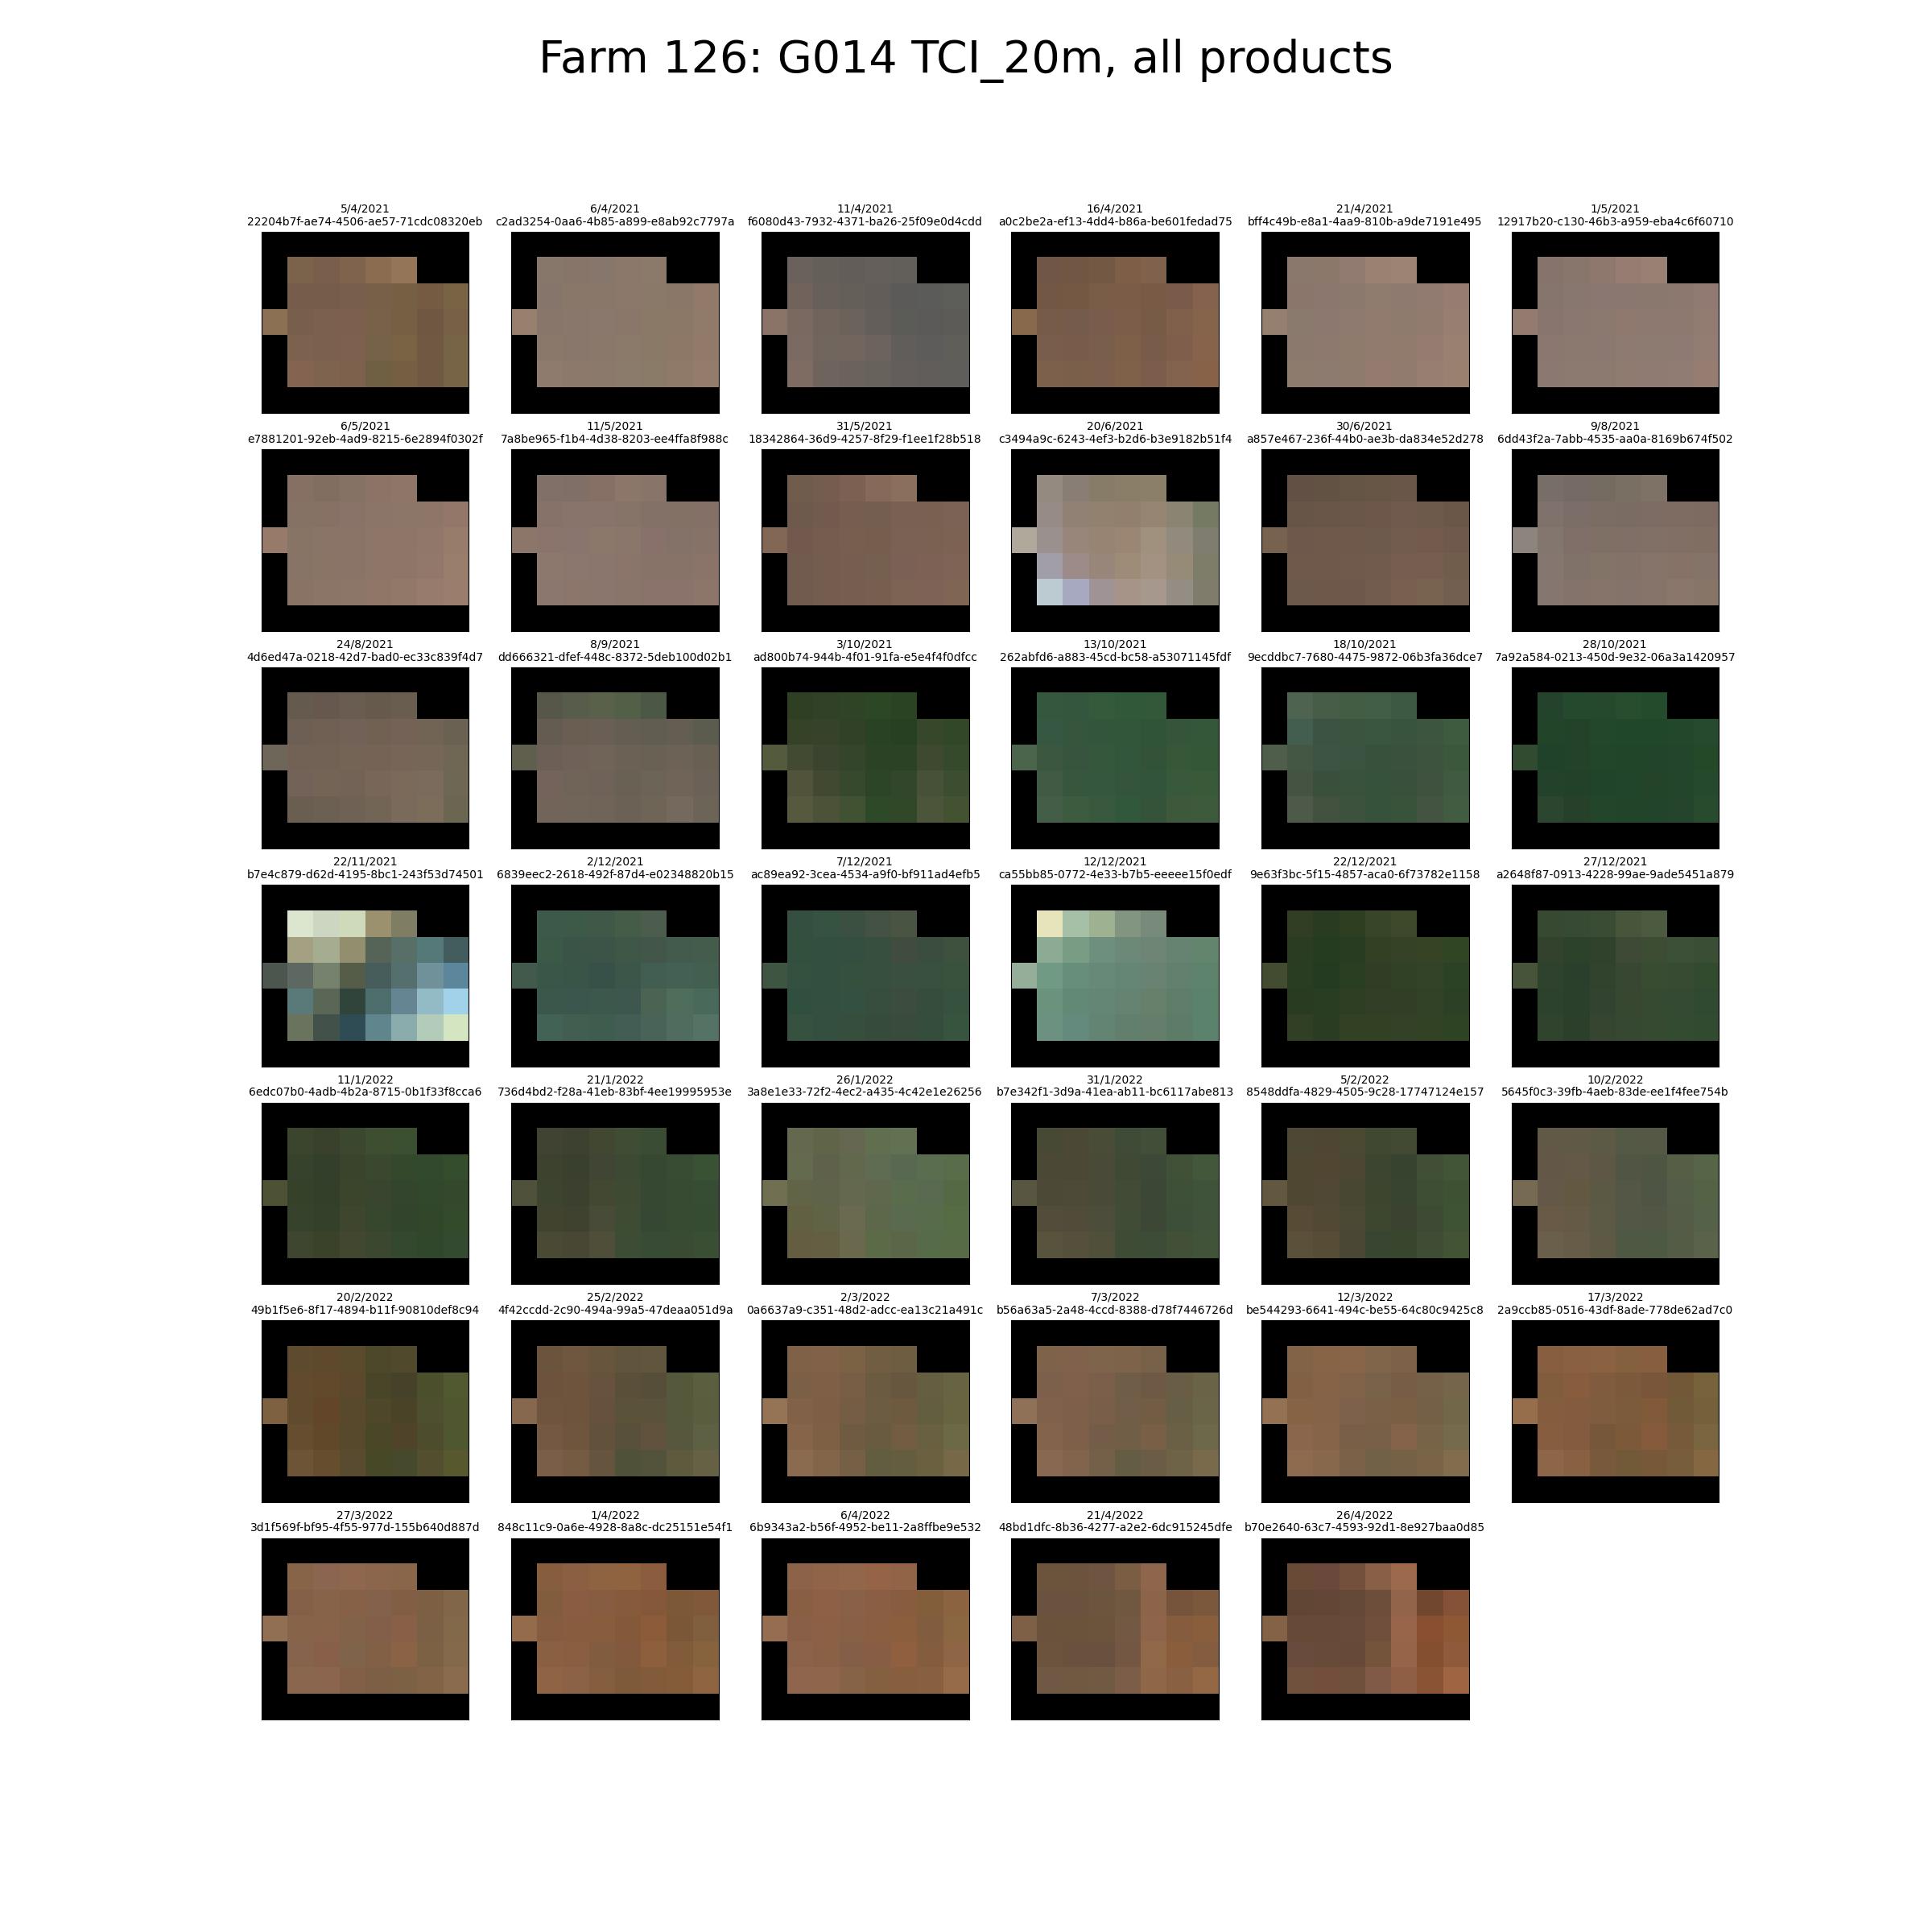 Farm 126: G014 TCI_20m, all products
5/4/2021 6/4/2021 11/4/2021 16/4/2021 21/4/2021 1/5/2021
22204b7f-ae74-4506-ae57-71cdc08320eb c2ad3254-0aa6-4b85-a899-e8ab92c7797a f6080d43-7932-4371-ba26-25f09e0d4cdd a0c2be2a-ef13-4dd4-b86a-be601fedad75 bff4c49b-e8a1-4aa9-810b-a9de7191e495 12917b20-c130-46b3-a959-eba4c6f60710
6/5/2021 11/5/2021 31/5/2021 20/6/2021 30/6/2021 9/8/2021
e7881201-92eb-4ad9-8215-6e2894f0302f 7a8be965-f1b4-4d38-8203-ee4ffa8f988c 18342864-36d9-4257-8f29-f1ee1f28b518 c3494a9c-6243-4ef3-b2d6-b3e9182b51f4 a857e467-236f-44b0-ae3b-da834e52d278 6dd43f2a-7abb-4535-aa0a-8169b674f502
24/8/2021 8/9/2021 3/10/2021 13/10/2021 18/10/2021 28/10/2021
4d6ed47a-0218-42d7-bad0-ec33c839f4d7 dd666321-dfef-448c-8372-5deb100d02b1 ad800b74-944b-4f01-91fa-e5e4f4f0dfcc 262abfd6-a883-45cd-bc58-a53071145fdf 9ecddbc7-7680-4475-9872-06b3fa36dce7 7a92a584-0213-450d-9e32-06a3a1420957
22/11/2021 2/12/2021 7/12/2021 12/12/2021 22/12/2021 27/12/2021
b7e4c879-d62d-4195-8bc1-243f53d74501 6839eec2-2618-492f-87d4-e02348820b15 ac89ea92-3cea-4534-a9f0-bf911ad4efb5 ca55bb85-0772-4e33-b7b5-eeeee15f0edf 9e63f3bc-5f15-4857-aca0-6f73782e1158 a2648f87-0913-4228-99ae-9ade5451a879
11/1/2022 21/1/2022 26/1/2022 31/1/2022 5/2/2022 10/2/2022
6edc07b0-4adb-4b2a-8715-0b1f33f8cca6 736d4bd2-f28a-41eb-83bf-4ee19995953e 3a8e1e33-72f2-4ec2-a435-4c42e1e26256 b7e342f1-3d9a-41ea-ab11-bc6117abe813 8548ddfa-4829-4505-9c28-17747124e157 5645f0c3-39fb-4aeb-83de-ee1f4fee754b
20/2/2022 25/2/2022 2/3/2022 7/3/2022 12/3/2022 17/3/2022
49b1f5e6-8f17-4894-b11f-90810def8c94 4f42ccdd-2c90-494a-99a5-47deaa051d9a 0a6637a9-c351-48d2-adcc-ea13c21a491c b56a63a5-2a48-4ccd-8388-d78f7446726d be544293-6641-494c-be55-64c80c9425c8 2a9ccb85-0516-43df-8ade-778de62ad7c0
27/3/2022 1/4/2022 6/4/2022 21/4/2022 26/4/2022
3d1f569f-bf95-4f55-977d-155b640d887d 848c11c9-0a6e-4928-8a8c-dc25151e54f1 6b9343a2-b56f-4952-be11-2a8ffbe9e532 48bd1dfc-8b36-4277-a2e2-6dc915245dfe b70e2640-63c7-4593-92d1-8e927baa0d85